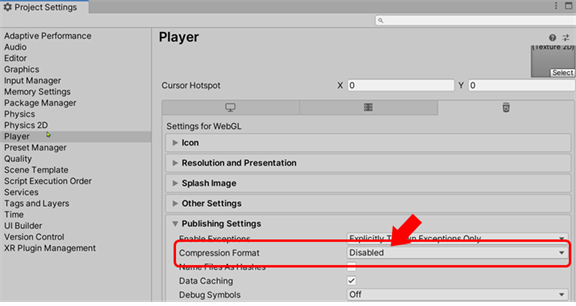 Project Settings
Adaptive Performance
Audio
Editor
Graphics
Input Manager
Memory Settings
Package Manager
Physics
Physics 2D
Player
Preset Manager
Quality
Scene Template
Script Execution Order
Services
Tags and Layers
Time
UI Builder
Version Control
XR Plugin Management
Player
(Texture 2D)
Select
Cursor Hotspot X 0 Y 0
Settings for WebGL
Icon
Resolution and Presentation
Splash Image
Other Settings
Publishing Settings
Enable Exceptions Explicitly Exceptions Only
Compression Format Disabled
Name Files As Hashes
Data Caching
Debug Symbols Off